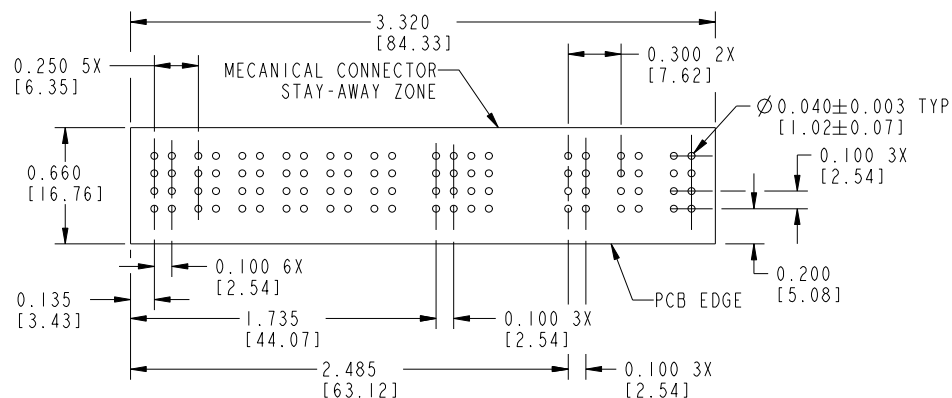 3.320
[84.33]
0.250 5X
[6.35]
MECANICAL CONNECTOR
STAY-AWAY ZONE
0.300 2X
[7.62]
Ø 0.040±0.003 TYP
[1.02±0.07]
0.100 3X
[2.54]
0.660
[16.76]
0.100 6X
[2.54]
0.200
[5.08]
0.135
[3.43]
PCB EDGE
1.735
[44.07]
0.100 3X
[2.54]
2.485
[63.12]
0.100 3X
[2.54]